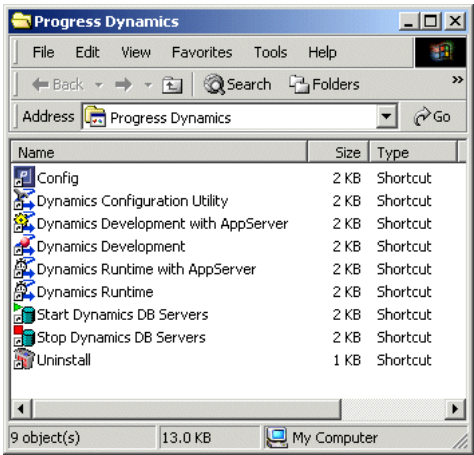 Progress Dynamics
File Edit View Favorites Tools Help
Back Search Folders »
Address Progress Dynamics Go
Name Size Type
Config 2 KB Shortcut
Dynamics Configuration Utility 2 KB Shortcut
Dynamics Development with AppServer 2 KB Shortcut
Dynamics Development 2 KB Shortcut
Dynamics Runtime with AppServer 2 KB Shortcut
Dynamics Runtime 2 KB Shortcut
Start Dynamics DB Servers 2 KB Shortcut
Stop Dynamics DB Servers 2 KB Shortcut
Uninstall 1 KB Shortcut
9 object(s) 13.0 KB My Computer